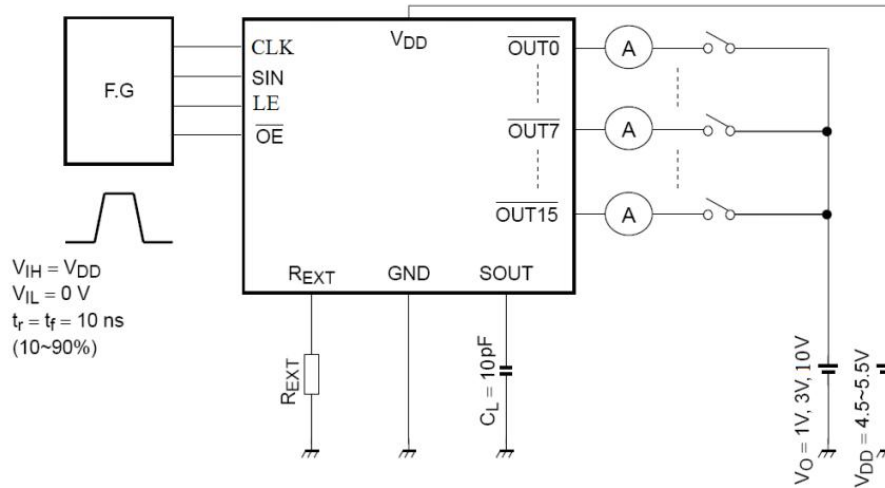 F.G
CLK
SIN
LE
OE
VDD
OUT0
OUT7
OUT15
A
A
A
REXT
GND
SOUT
VIH = VDD
VIL = 0 V
tr = tf = 10 ns
(10~90%)
REXT
CL = 10pF
VO = 1V, 3V, 10V
VDD = 4.5~5.5V